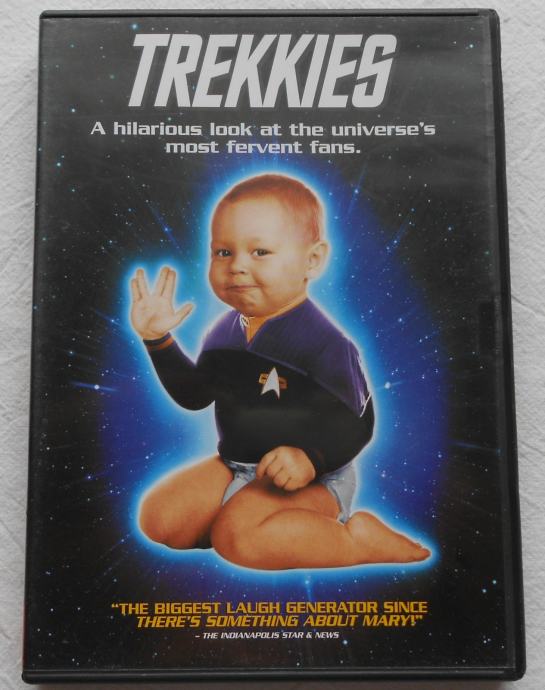 TREKKIES
A hilarious look at the universe's
most fervent fans.
"THE BIGGEST LAUGH GENERATOR SINCE
THERE'S SOMETHING ABOUT MARY!"
– THE INDIANAPOLIS STAR & NEWS